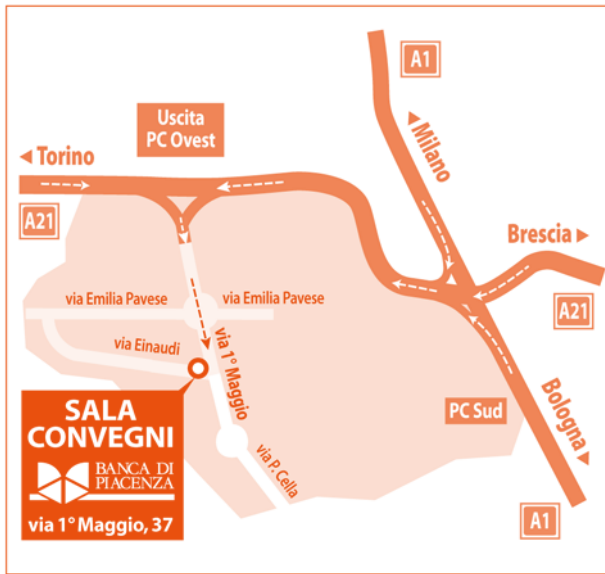 A1
Uscita
PC Ovest
Milano
Torino
A21
Brescia
A21
via Emilia Pavese
via Emilia Pavese
via Einaudi
via 1° Maggio
SALA
CONVEGNI
BANCA DI
PIACENZA
via 1° Maggio, 37
PC Sud
Bologna
via P. Cella
A1